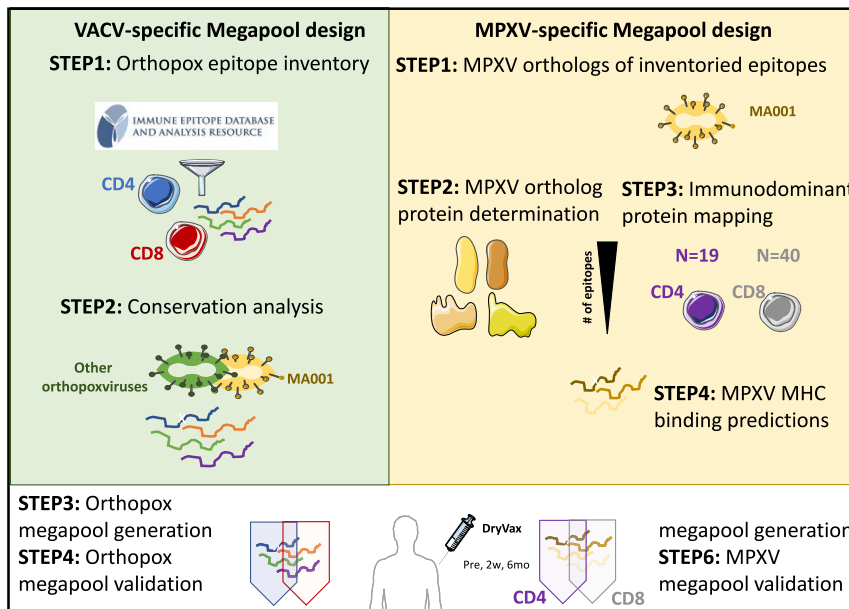 VACV-specific Megapool design
STEP1: Orthopox epitope inventory
IMMUNE EPITOPE DATABASE
AND ANALYSIS RESOURCE
CD4
CD8
STEP2: Conservation analysis
Other
orthopoxviruses
MA001
MPXV-specific Megapool design
STEP1: MPXV orthologs of inventoried epitopes
MA001
STEP2: MPXV ortholog
protein determination
STEP3: Immunodominant
protein mapping
# of epitopes
N=19
N=40
CD4
CD8
STEP4: MPXV MHC
binding predictions
STEP3: Orthopox
megapool generation
STEP4: Orthopox
megapool validation
DryVax
Pre, 2w, 6mo
CD4
CD8
megapool generation
STEP6: MPXV
megapool validation